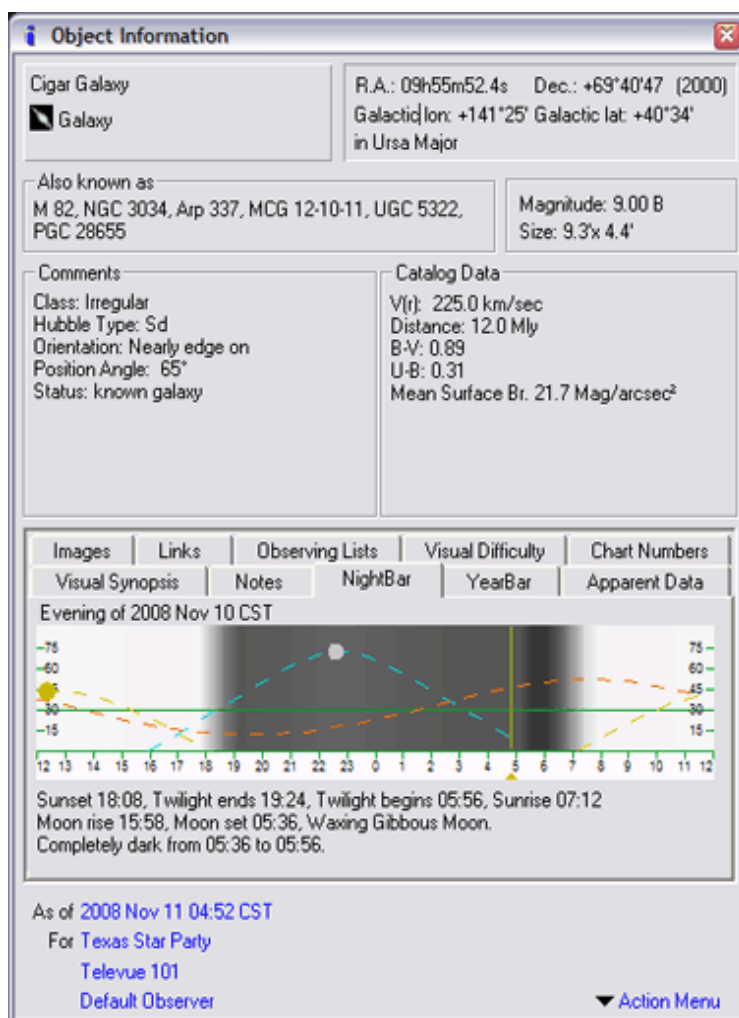 Object Information
Cigar Galaxy
Galaxy
R.A.: 09h55m52.4s Dec.: +69°40'47 (2000)
Galactic lon: +141°25' Galactic lat: +40°34'
in Ursa Major
Also known as
M 82, NGC 3034, Arp 337, MCG 12-10-11, UGC 5322,
PGC 28655
Magnitude: 9.00 B
Size: 9.3'x 4.4'
Comments
Class: Irregular
Hubble Type: Sd
Orientation: Nearly edge on
Position Angle: 65°
Status: known galaxy
Catalog Data
V(r): 225.0 km/sec
Distance: 12.0 Mly
B-V: 0.89
U-B: 0.31
Mean Surface Br. 21.7 Mag/arcsec²
Images Links Observing Lists Visual Difficulty Chart Numbers
Visual Synopsis Notes NightBar YearBar Apparent Data
Evening of 2008 Nov 10 CST
75 75
60 60
45 45
30 30
15 15
12 13 14 15 16 17 18 19 20 21 22 23 0 1 2 3 4 5 6 7 8 9 10 11 12
Sunset 18:08, Twilight ends 19:24, Twilight begins 05:56, Sunrise 07:12
Moon rise 15:58, Moon set 05:36, Waxing Gibbous Moon.
Completely dark from 05:36 to 05:56.
As of 2008 Nov 11 04:52 CST
For Texas Star Party
Televue 101
Default Observer
Action Menu